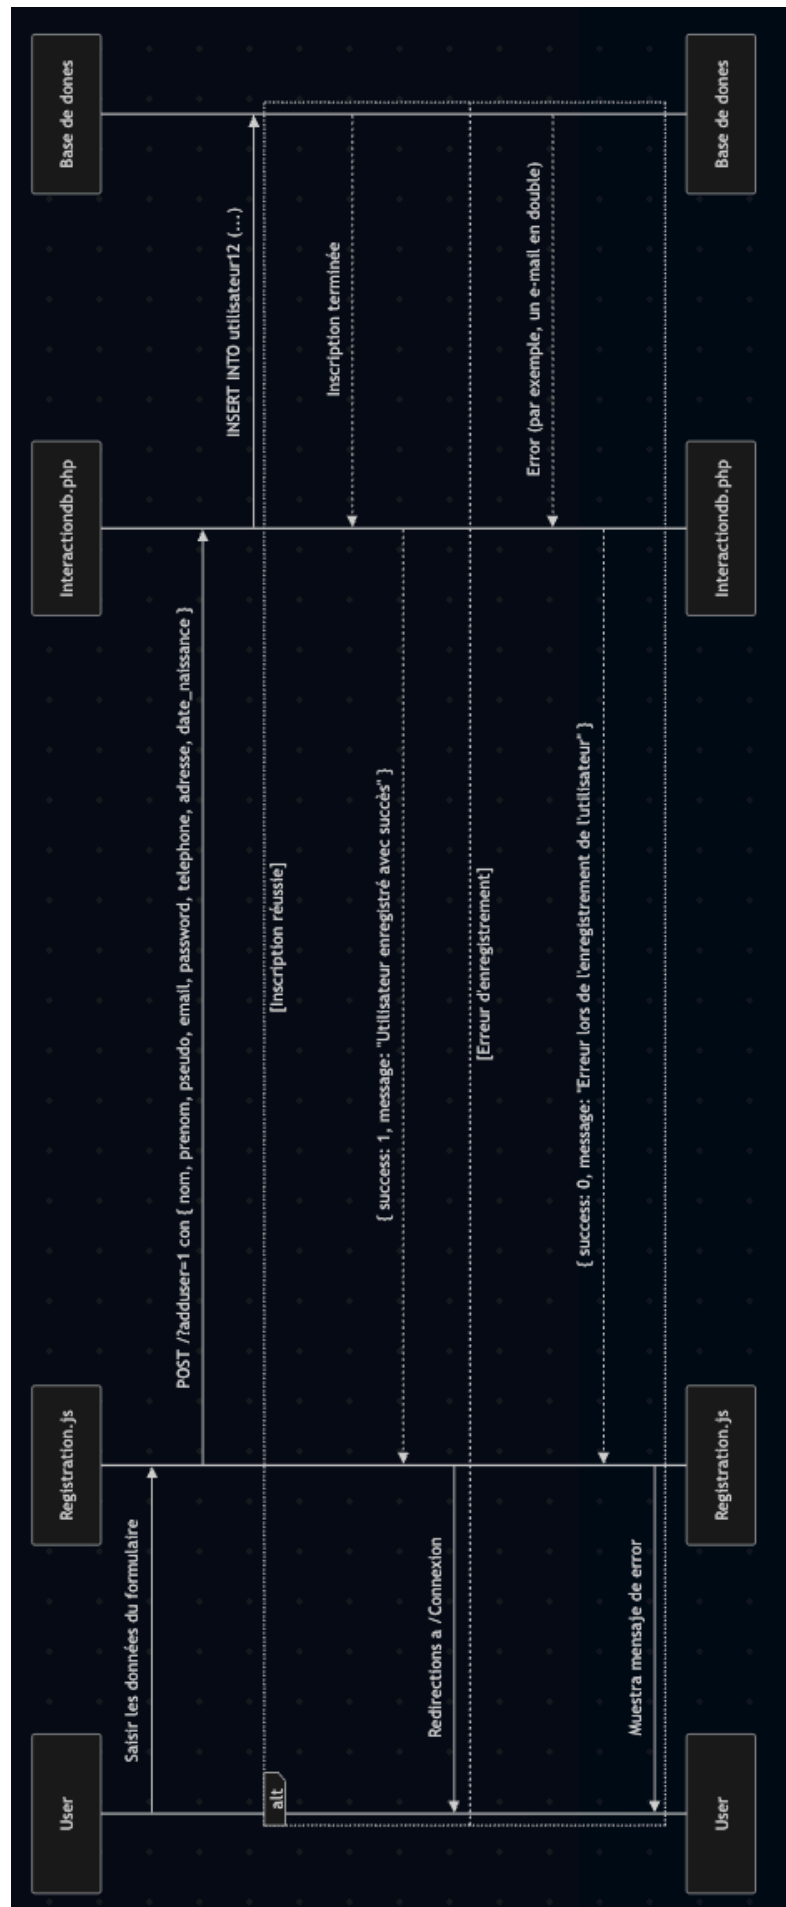 User
Registration.js
Interactiondb.php
Base de dones
Saisir les données du formulaire
POST /?adduser=1 con { nom, prenom, pseudo, email, password, telephone, adresse, date_naissance }
INSERT INTO utilisateur12 (...)
alt
[Inscription réussie]
Inscription terminée
{ success: 1, message: "Utilisateur enregistré avec succès" }
Redirections a /Connexion
[Erreur d'enregistrement]
Error (par exemple, un e-mail en double)
{ success: 0, message: "Erreur lors de l'enregistrement de l'utilisateur" }
Muestra mensaje de error
User
Registration.js
Interactiondb.php
Base de dones